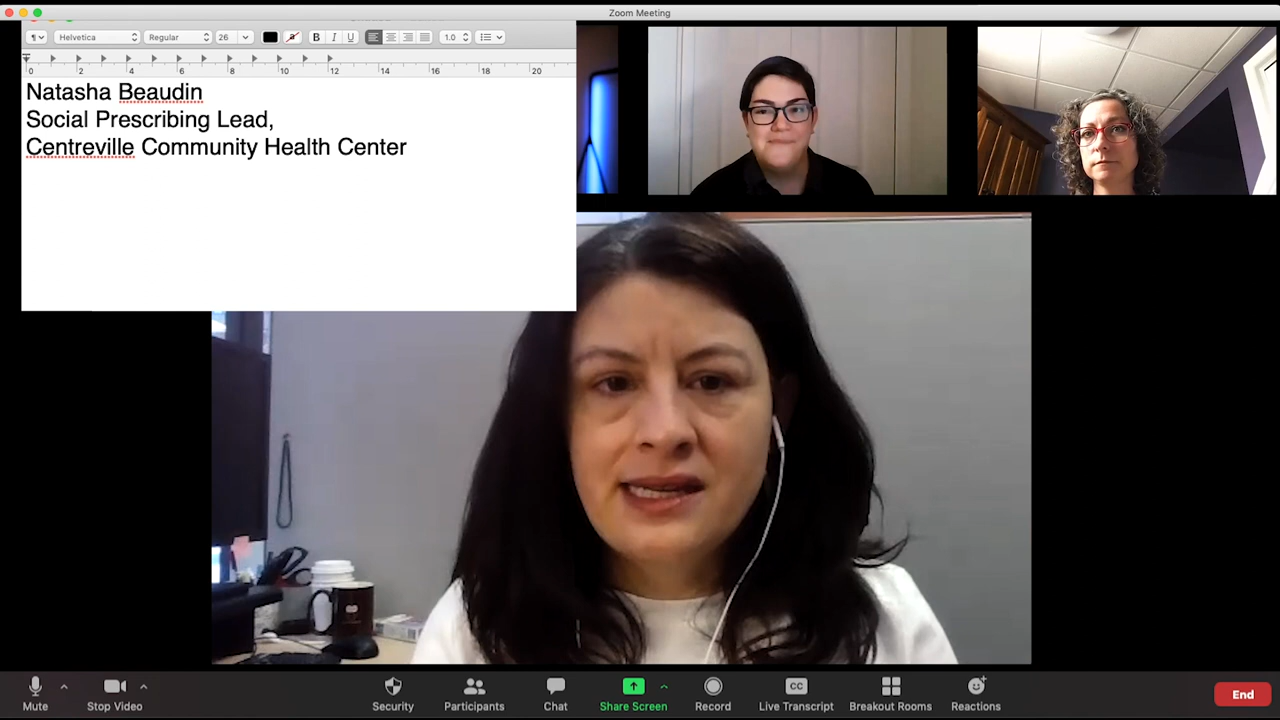 Zoom Meeting
Helvetica
Regular
26
a
B I U
1.0
0 2 4 6 8 10 12 14 16 18 20
Natasha Beaudin
Social Prescribing Lead,
Centreville Community Health Center
Mute
Stop Video
Security
Participants
Chat
Share Screen
Record
CC
Live Transcript
Breakout Rooms
Reactions
End